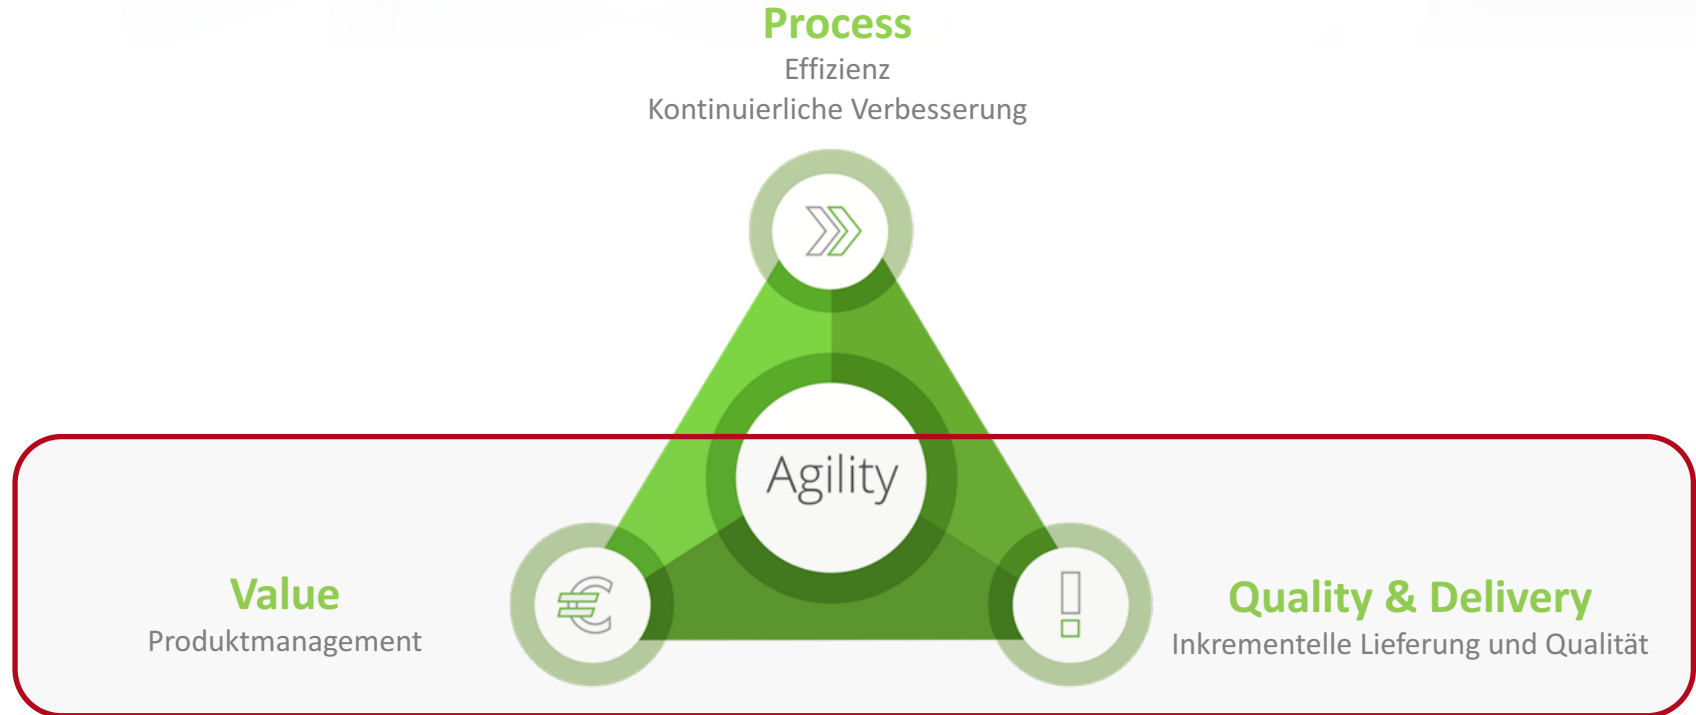 Process
Effizienz
Kontinuierliche Verbesserung
Agility
Value
Produktmanagement
Quality & Delivery
Inkrementelle Lieferung und Qualität